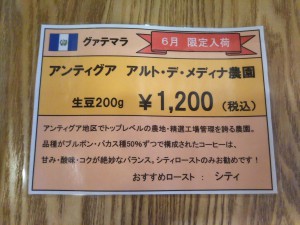 グァテマラ
6月 限定入荷
アンティグア アルト・デ・メディナ農園
生豆200g ￥1,200 (税込)
アンティグア地区でトップレベルの農地・精選工場管理を誇る農園。
品種がブルボン・パカス種50%ずつで構成されたコーヒーは、
甘み・酸味・コクが絶妙なバランス。シティローストのみお勧めです！
おすすめロースト : シティ